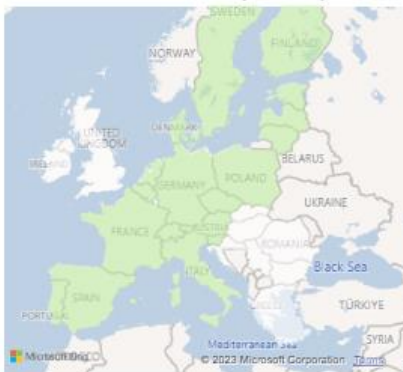 SWEDEN
FINLAND
NORWAY
UNITED
KINGDOM
DENMARK
IRELAND
BELARUS
POLAND
GERMANY
UKRAINE
AUSTRIA
FRANCE
ROMANIA
Black Sea
ITALY
SPAIN
TÜRKIYE
SYRIA
Mediterranean Sea
Microsoft Bing
© 2023 Microsoft Corporation Terms